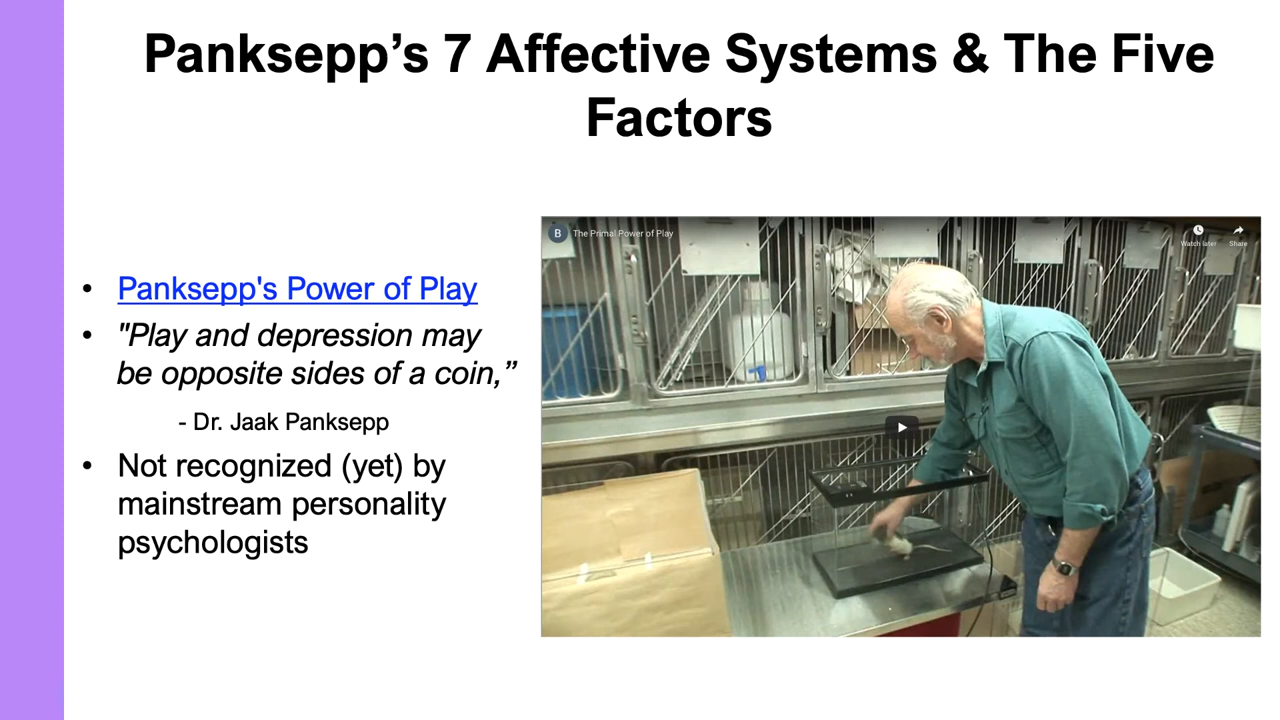 Panksepp’s 7 Affective Systems & The Five
Factors
• Panksepp's Power of Play
• "Play and depression may
be opposite sides of a coin,”
- Dr. Jaak Panksepp
• Not recognized (yet) by
mainstream personality
psychologists
B The Primal Power of Play
Watch later Share